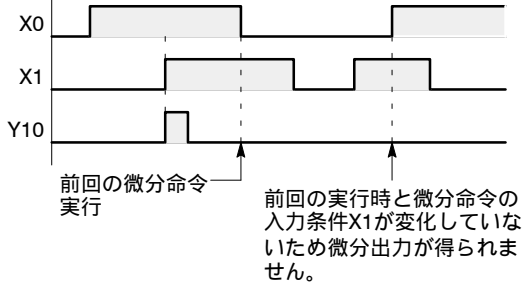 X0
X1
Y10
前回の微分命令
実行
前回の実行時と微分命令の
入力条件X1が変化していな
いため微分出力が得られま
せん。